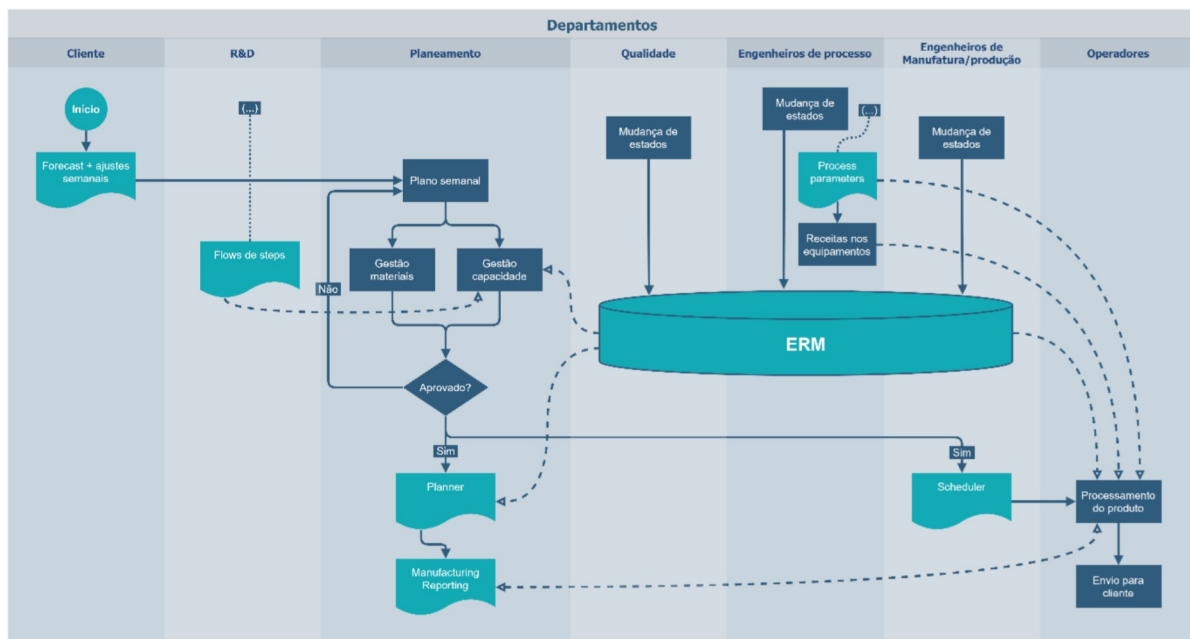 Departamentos
Cliente
R&D
Planeamento
Qualidade
Engenheiros de processo
Engenheiros de
Manufatura/produção
Operadores
Início
(...)
Mudança de
estados
(...)
Mudança de
estados
Mudança de
estados
Forecast + ajustes
semanais
Plano semanal
Process
parameters
Flows de steps
Gestão
materiais
Gestão
capacidade
Receitas nos
equipamentos
Não
ERM
Aprovado?
Sim
Sim
Planner
Scheduler
Processamento
do produto
Manufacturing
Reporting
Envio para
cliente